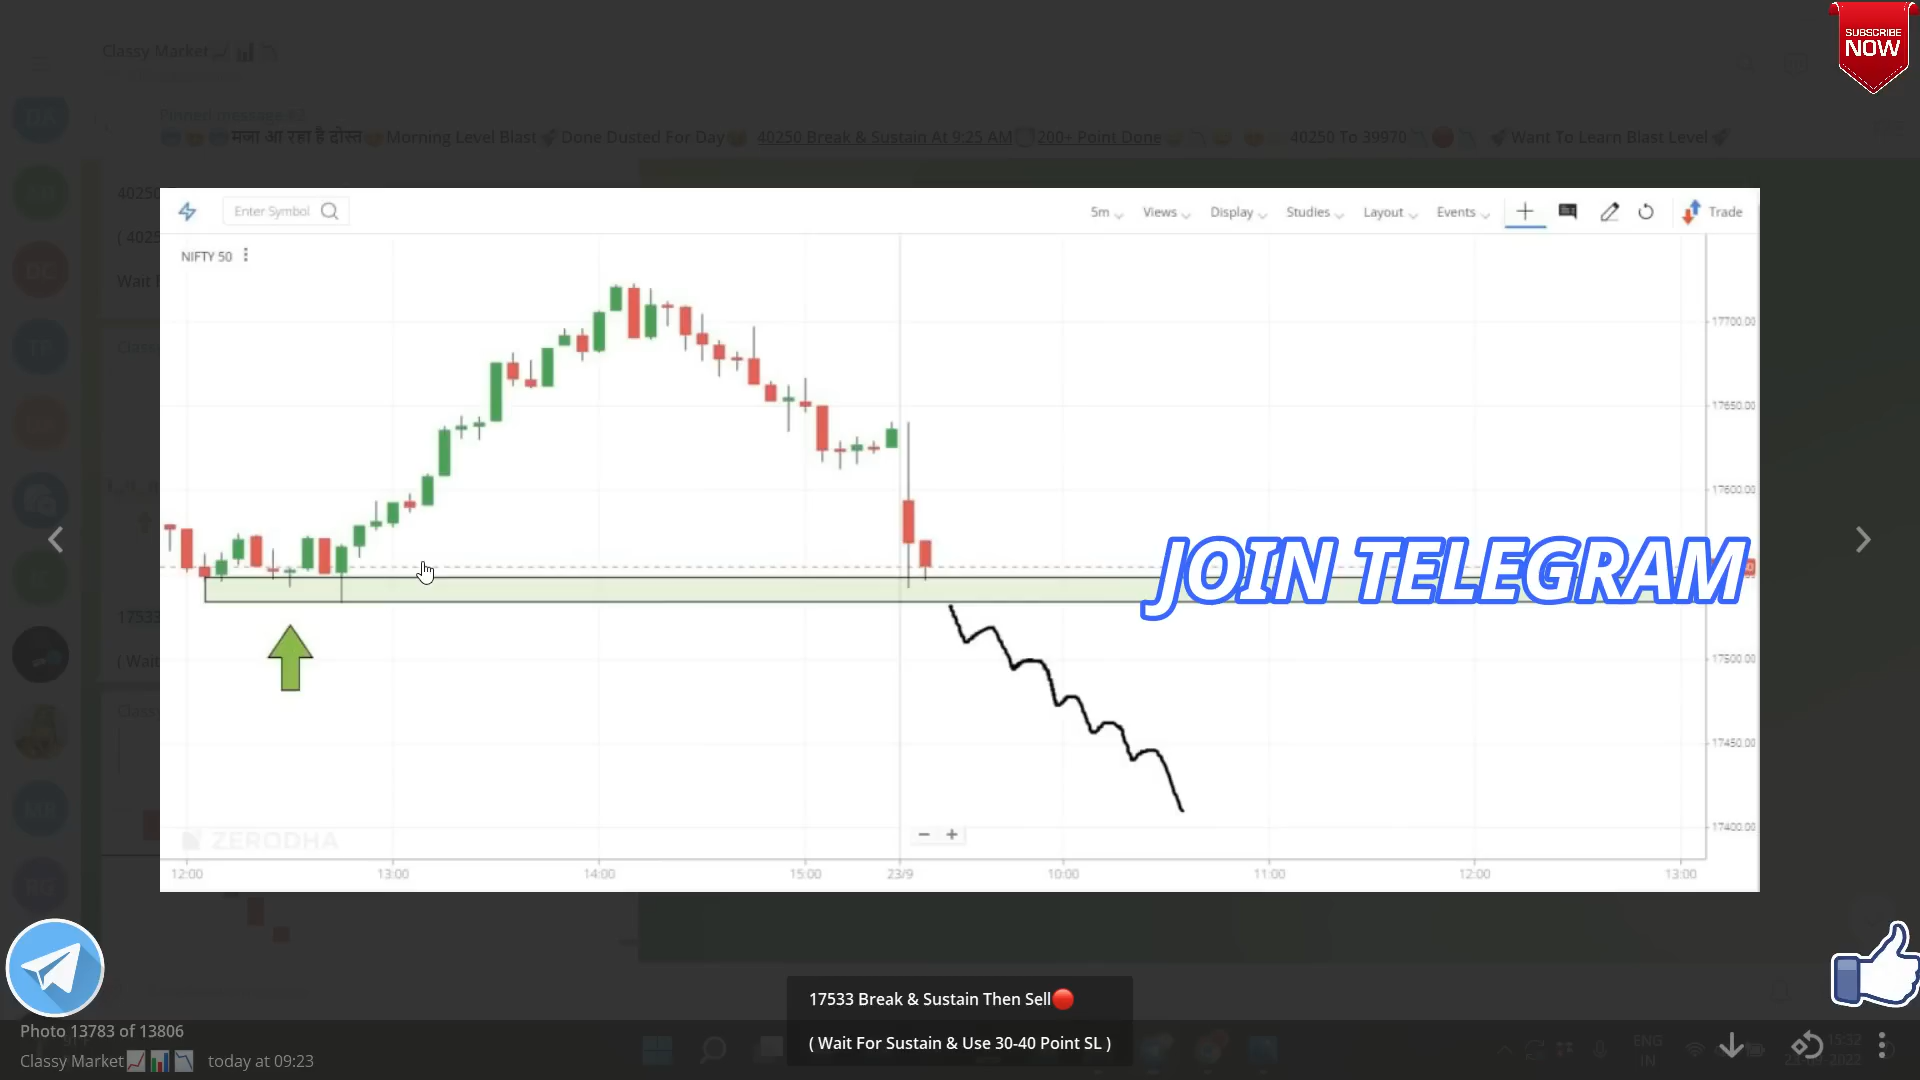 SUBSCRIBE
NOW
Classy Market
Pinned message #2
मजा आ रहा है दोस्त Morning Level Blast Done Dusted For Day 40250 Break & Sustain At 9:25 AM 200+ Point Done 40250 To 39970 Want To Learn Blast Level
Enter Symbol
5m Views Display Studies Layout Events Trade
NIFTY 50
17700.00
17650.00
17600.00
JOIN TELEGRAM
17500.00
17450.00
17400.00
ZERODHA
12:00 13:00 14:00 15:00 23/9 10:00 11:00 12:00 13:00
17533 Break & Sustain Then Sell🔴
( Wait For Sustain & Use 30-40 Point SL )
Photo 13783 of 13806
Classy Market📈📊📉 today at 09:23
ENG
IN
15:32